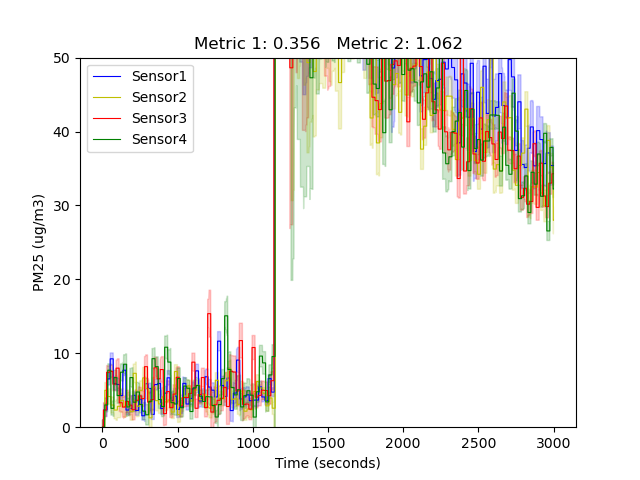 Metric 1: 0.356   Metric 2: 1.062
PM25 (ug/m3)
50
40
30
20
10
0
Sensor1
Sensor2
Sensor3
Sensor4
0 500 1000 1500 2000 2500 3000
Time (seconds)